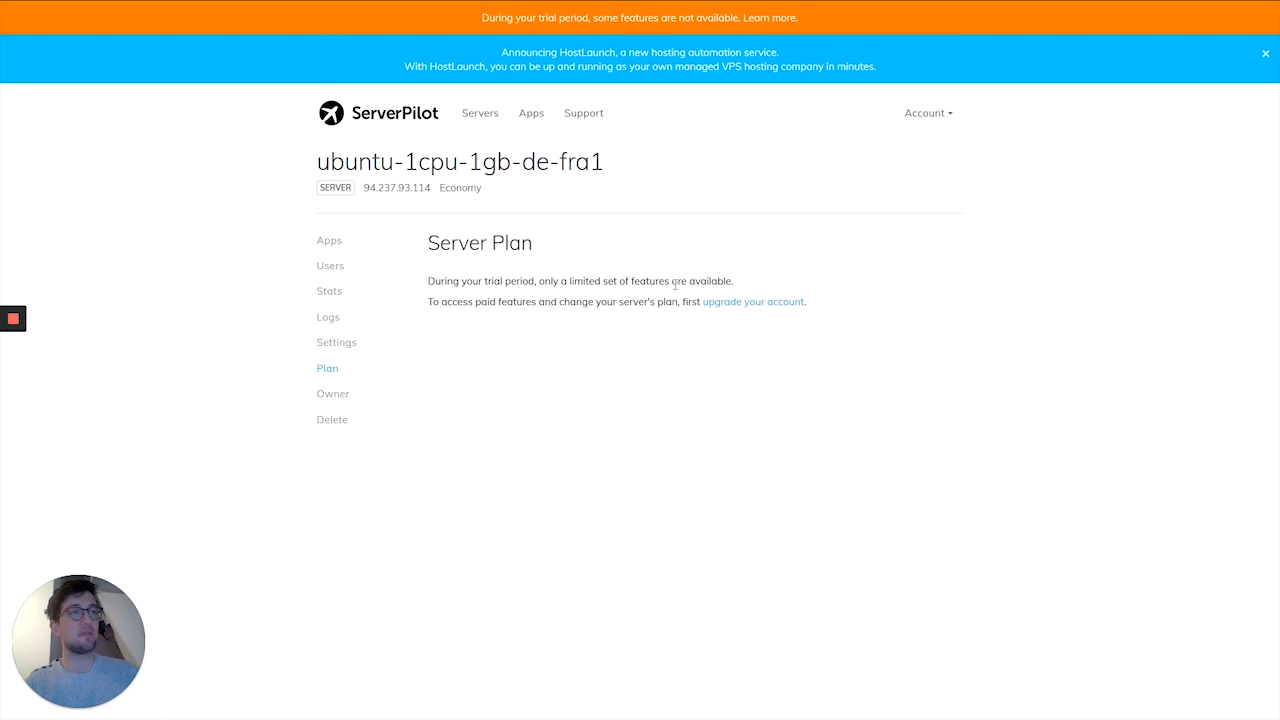 During your trial period, some features are not available. Learn more.
Announcing HostLaunch, a new hosting automation service.
With HostLaunch, you can be up and running as your own managed VPS hosting company in minutes.
×
ServerPilot
Servers
Apps
Support
Account
ubuntu-1cpu-1gb-de-fra1
SERVER 94.237.93.114 Economy
Apps
Users
Stats
Logs
Settings
Plan
Owner
Delete
Server Plan
During your trial period, only a limited set of features are available.
To access paid features and change your server's plan, first upgrade your account.